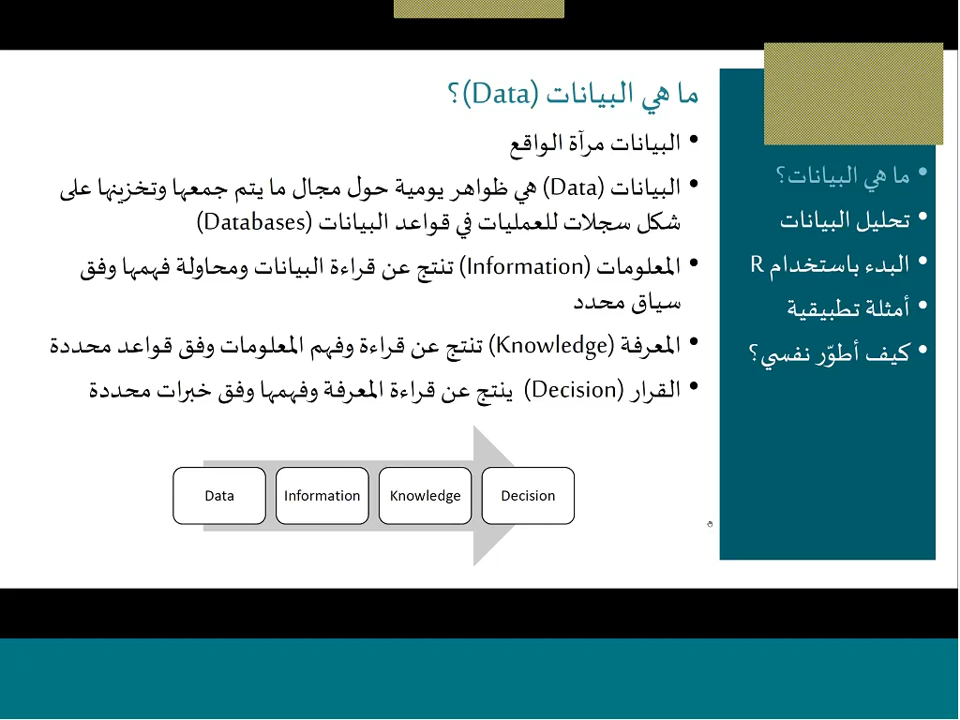 ما هي البيانات (Data)؟
• البيانات مرآة الواقع
• البيانات (Data) هي ظواهر يومية حول مجال ما يتم جمعها وتخزينها على
شكل سجلات للعمليات في قواعد البيانات (Databases)
• المعلومات (Information) تنتج عن قراءة البيانات ومحاولة فهمها وفق
سياق محدد
• المعرفة (Knowledge) تنتج عن قراءة وفهم المعلومات وفق قواعد محددة
• القرار (Decision) ينتج عن قراءة المعرفة وفهمها وفق خبرات محددة
Data
Information
Knowledge
Decision
• ما هي البيانات؟
• تحليل البيانات
• البدء باستخدام R
• أمثلة تطبيقية
• كيف أطوّر نفسي؟